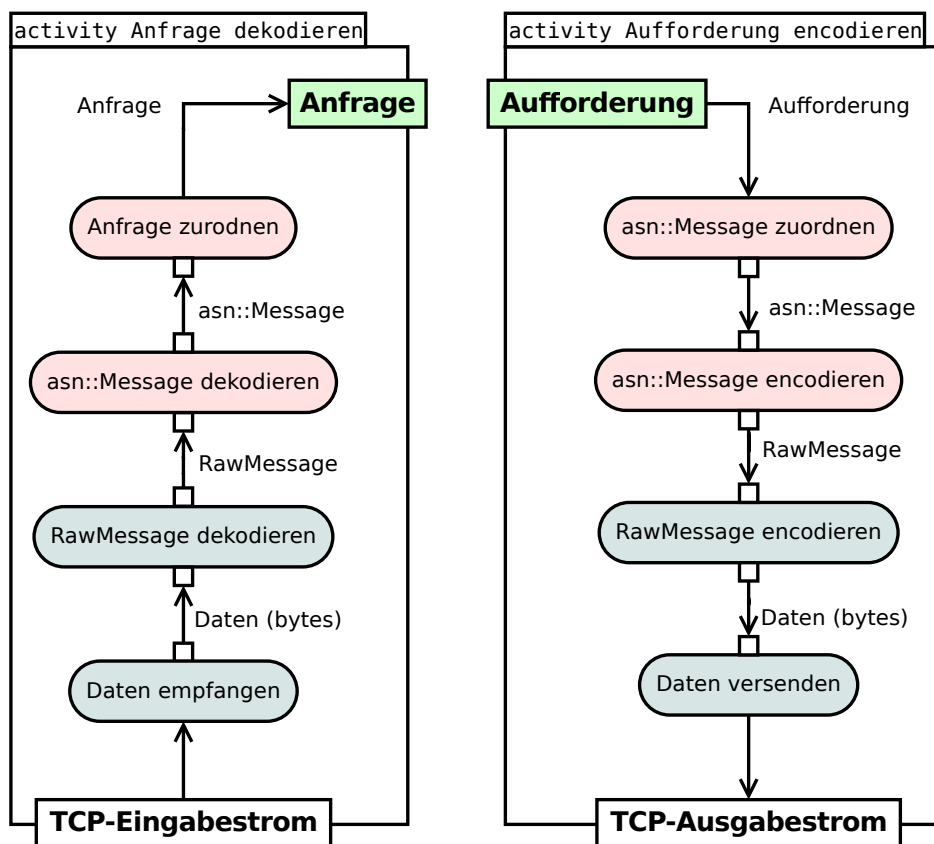 activity Anfrage dekodieren
Anfrage
Anfrage
Anfrage zurodnen
asn::Message
asn::Message dekodieren
RawMessage
RawMessage dekodieren
Daten (bytes)
Daten empfangen
TCP-Eingabestrom
activity Aufforderung encodieren
Aufforderung
Aufforderung
asn::Message zuordnen
asn::Message
asn::Message encodieren
RawMessage
RawMessage encodieren
Daten (bytes)
Daten versenden
TCP-Ausgabestrom